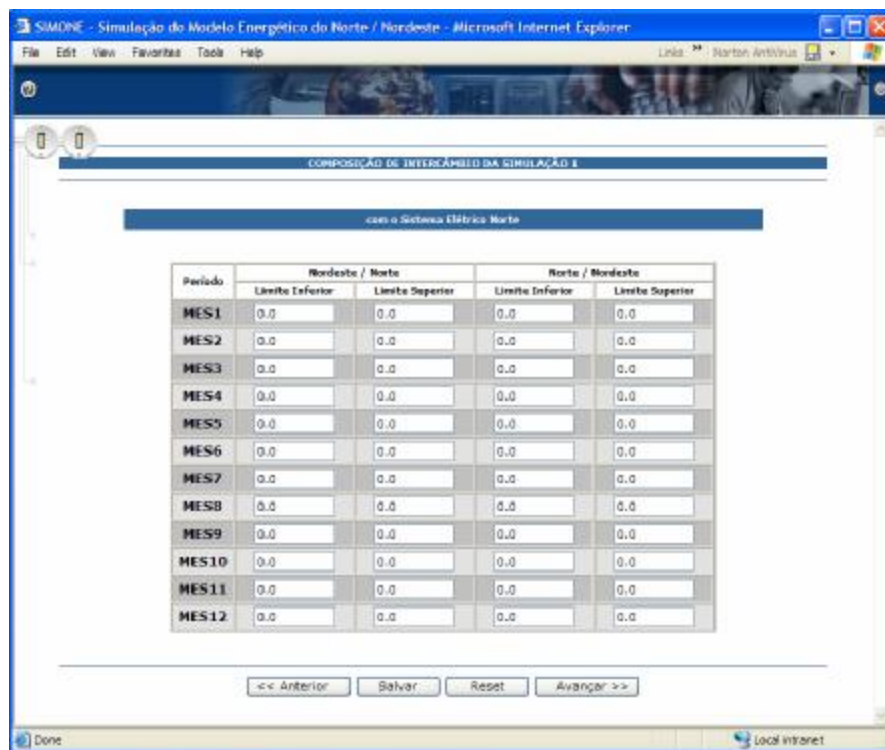 SIMONE - Simulação do Modelo Energético do Norte / Nordeste - Microsoft Internet Explorer
File Edit View Favorites Tools Help Links » Norton AntiVirus
COMPOSIÇÃO DE INTERCÂMBIO DA SIMULAÇÃO 1
com o Sistema Elétrico Norte
Período Nordeste / Norte Norte / Nordeste
Limite Inferior Limite Superior Limite Inferior Limite Superior
MES1 0.0 0.0 0.0 0.0
MES2 0.0 0.0 0.0 0.0
MES3 0.0 0.0 0.0 0.0
MES4 0.0 0.0 0.0 0.0
MES5 0.0 0.0 0.0 0.0
MES6 0.0 0.0 0.0 0.0
MES7 0.0 0.0 0.0 0.0
MES8 0.0 0.0 0.0 0.0
MES9 0.0 0.0 0.0 0.0
MES10 0.0 0.0 0.0 0.0
MES11 0.0 0.0 0.0 0.0
MES12 0.0 0.0 0.0 0.0
<< Anterior Salvar Reset Avançar >>
Done Local intranet